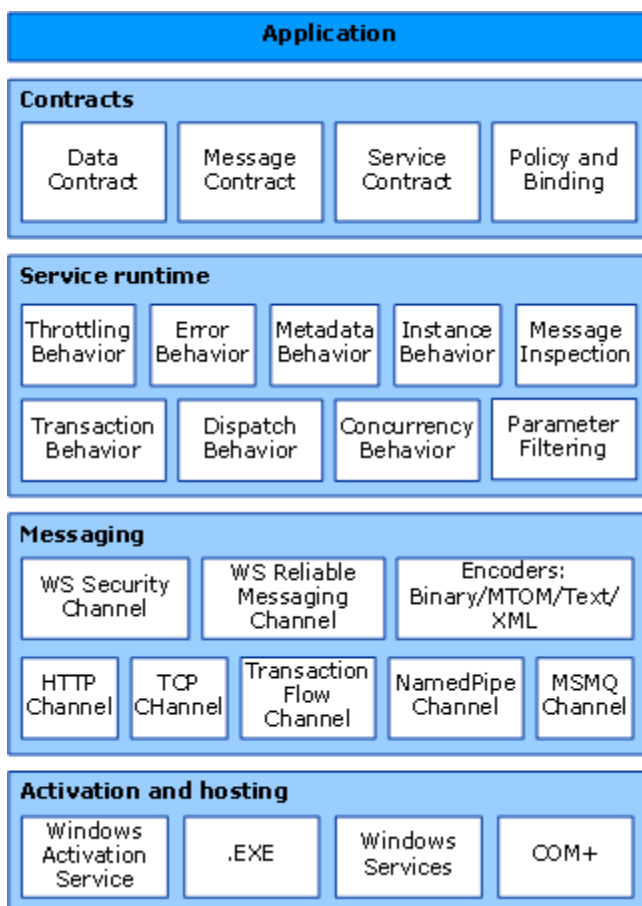 Application
Contracts
Data
Contract
Message
Contract
Service
Contract
Policy and
Binding
Service runtime
Throttling
Behavior
Error
Behavior
Metadata
Behavior
Instance
Behavior
Message
Inspection
Transaction
Behavior
Dispatch
Behavior
Concurrency
Behavior
Parameter
Filtering
Messaging
WS Security
Channel
WS Reliable
Messaging
Channel
Encoders:
Binary/MTOM/Text/
XML
HTTP
Channel
TCP
CHannel
Transaction
Flow
Channel
NamedPipe
Channel
MSMQ
Channel
Activation and hosting
Windows
Activation
Service
.EXE
Windows
Services
COM+